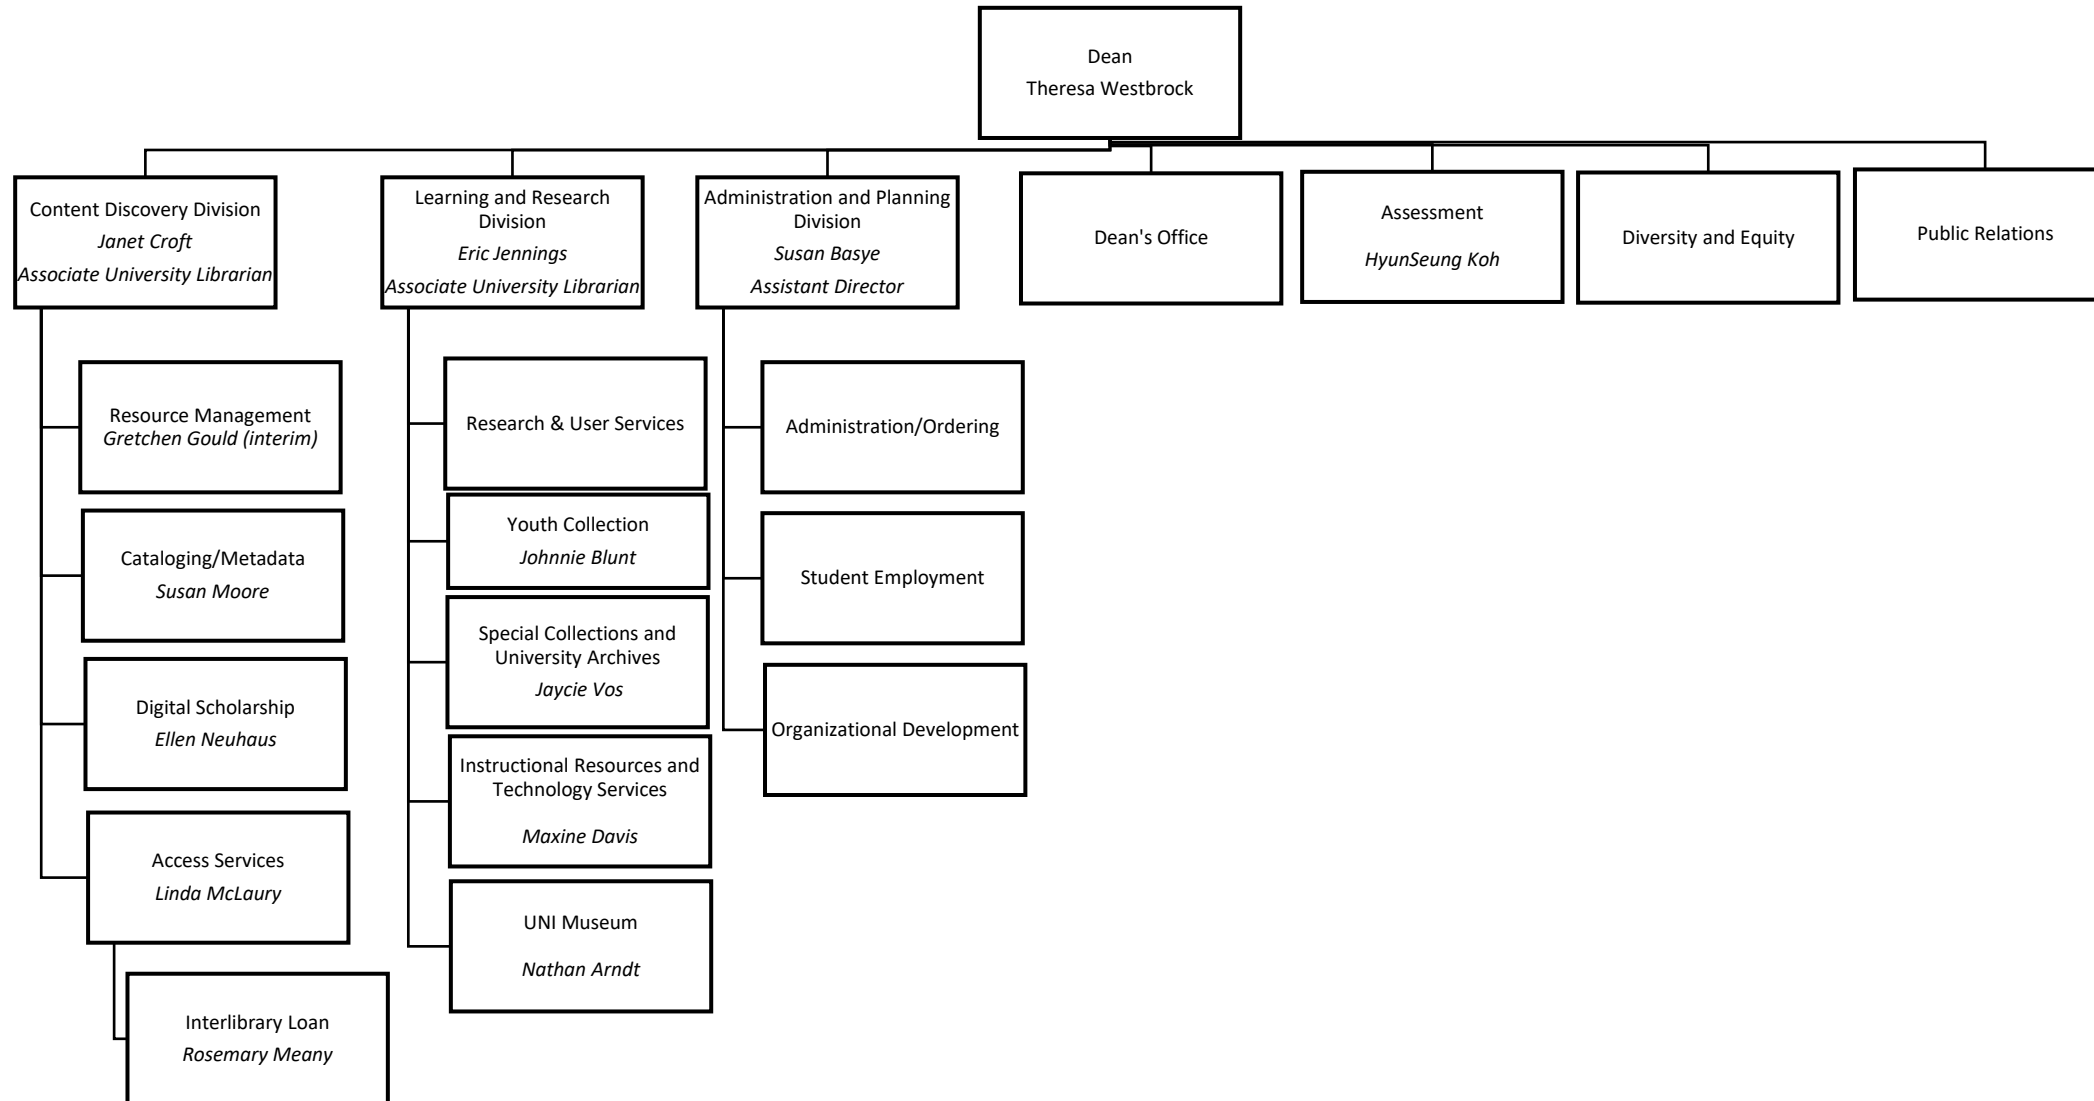 Dean
Theresa Westbrock
Content Discovery Division
Janet Croft
Associate University Librarian
Learning and Research
Division
Eric Jennings
Associate University Librarian
Administration and Planning
Division
Susan Basye
Assistant Director
Dean's Office
Assessment
HyunSeung Koh
Diversity and Equity
Public Relations
Resource Management
Gretchen Gould (interim)
Cataloging/Metadata
Susan Moore
Digital Scholarship
Ellen Neuhaus
Access Services
Linda McLaury
Interlibrary Loan
Rosemary Meany
Research & User Services
Youth Collection
Johnnie Blunt
Special Collections and
University Archives
Jaycie Vos
Instructional Resources and
Technology Services
Maxine Davis
UNI Museum
Nathan Arndt
Administration/Ordering
Student Employment
Organizational Development